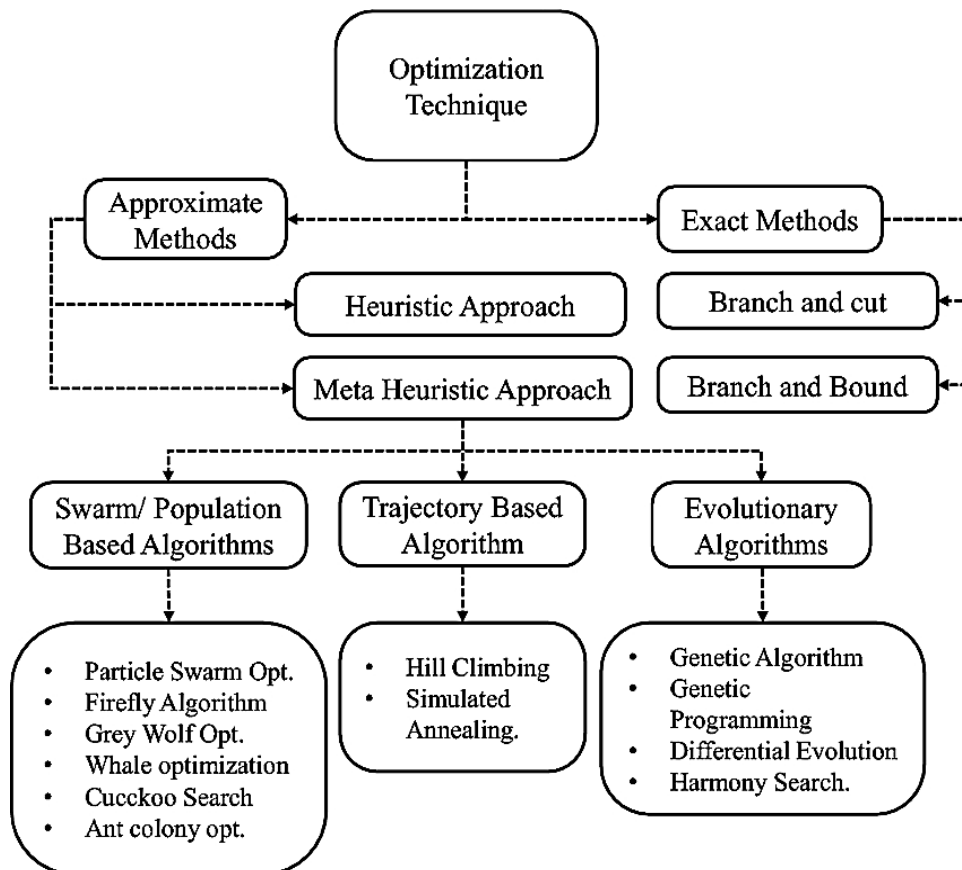 Optimization
Technique
Approximate
Methods
Exact Methods
Heuristic Approach
Branch and cut
Meta Heuristic Approach
Branch and Bound
Swarm/ Population
Based Algorithms
Trajectory Based
Algorithm
Evolutionary
Algorithms
• Particle Swarm Opt.
• Firefly Algorithm
• Grey Wolf Opt.
• Whale optimization
• Cucckoo Search
• Ant colony opt.
• Hill Climbing
• Simulated
Annealing.
• Genetic Algorithm
• Genetic
Programming
• Differential Evolution
• Harmony Search.